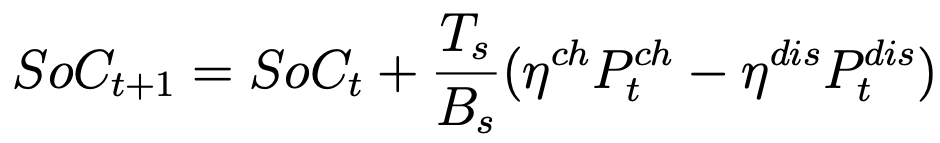 SoC_{t+1} = SoC_t + \frac{T_s}{B_s}(\eta^{ch} P_t^{ch} - \eta^{dis} P_t^{dis})